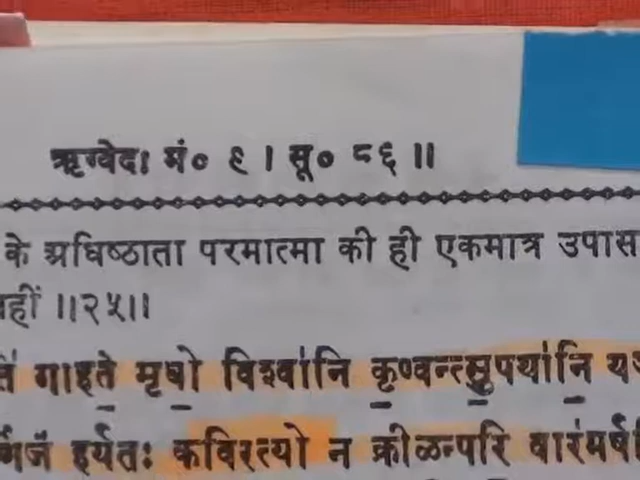 ऋग्वेदः मं० ९ । सू० ८६ ॥
के अधिष्ठाता परमात्मा की ही एकमात्र उपास
हीं ॥२५॥
गाहते मृधो विश्वा॑नि कृ॒ण्वन्त्सु॒पथा॑नि॒
हर्यतः कविरत्यो न क्रीळन्परि वार॑मर्ष